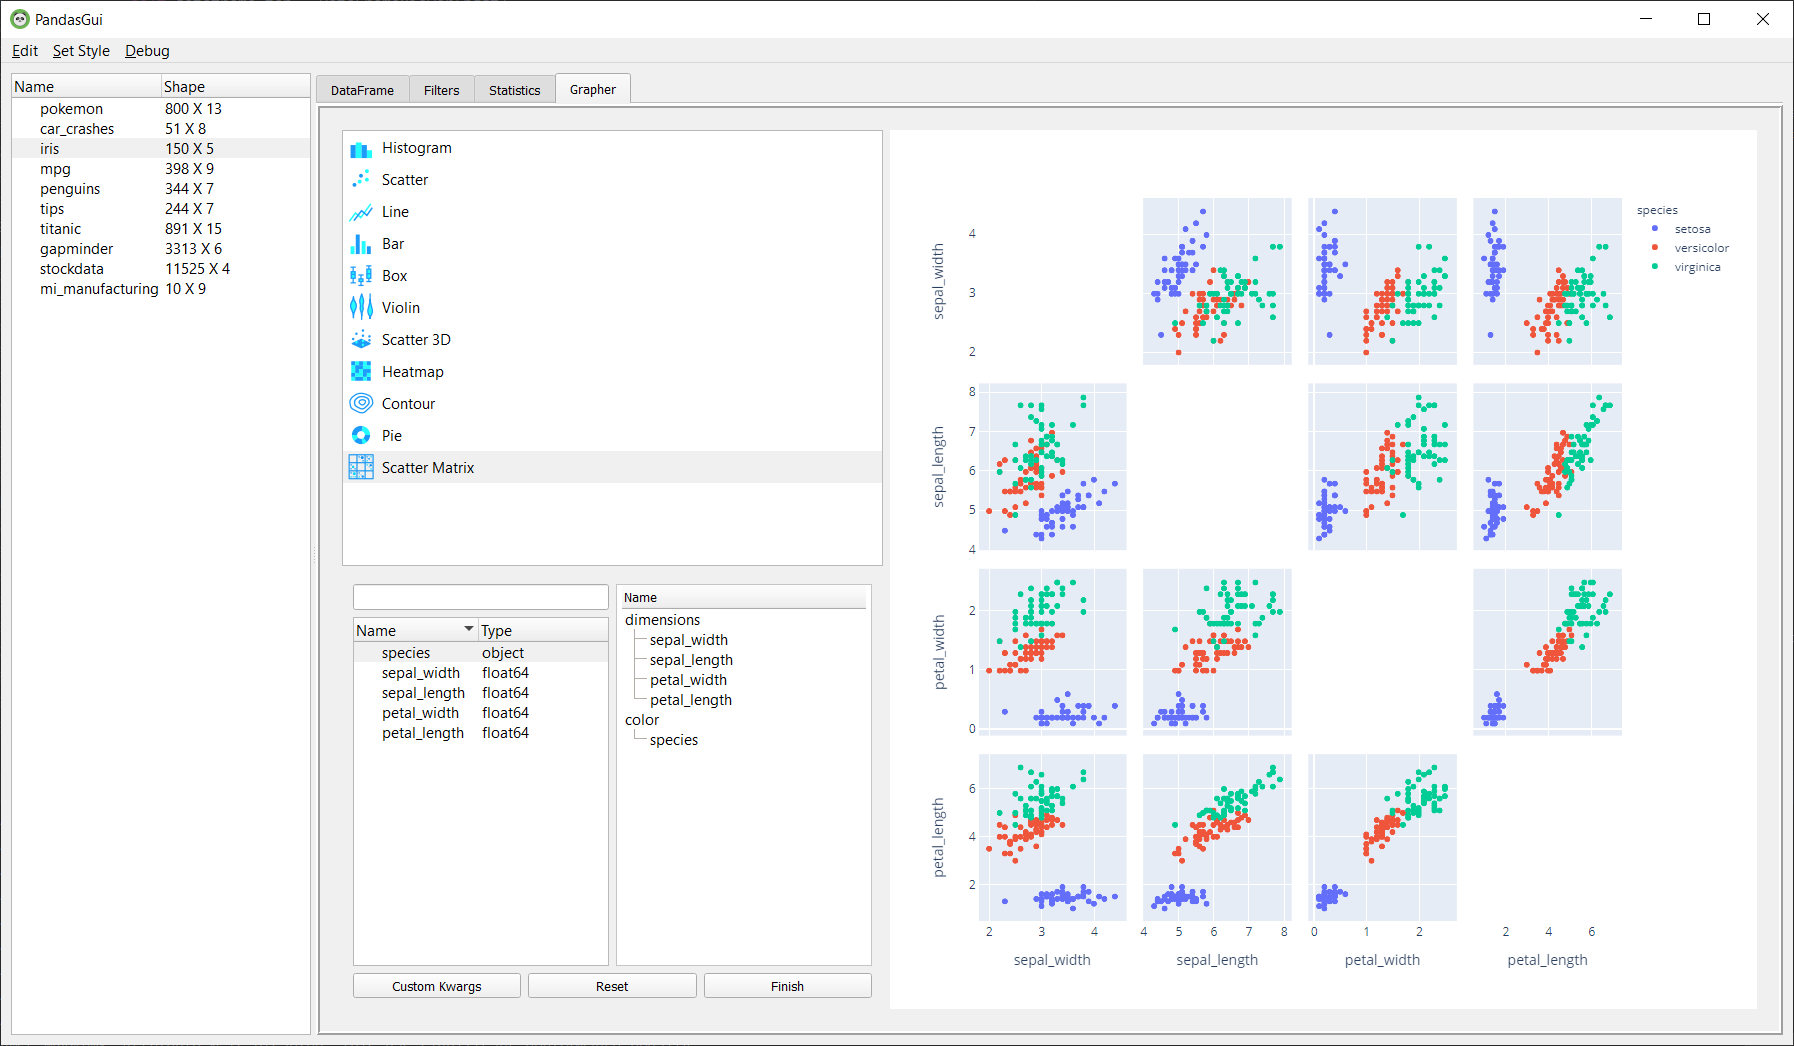 PandasGui
Edit Set Style Debug
Name Shape
pokemon 800 X 13
car_crashes 51 X 8
iris 150 X 5
mpg 398 X 9
penguins 344 X 7
tips 244 X 7
titanic 891 X 15
gapminder 3313 X 6
stockdata 11525 X 4
mi_manufacturing 10 X 9
DataFrame Filters Statistics Grapher
Histogram
Scatter
Line
Bar
Box
Violin
Scatter 3D
Heatmap
Contour
Pie
Scatter Matrix
Name Type
species object
sepal_width float64
sepal_length float64
petal_width float64
petal_length float64
Name
dimensions
sepal_width
sepal_length
petal_width
petal_length
color
species
Custom Kwargs Reset Finish
species
setosa
versicolor
virginica
sepal_width
4
3
2
sepal_length
8
7
6
5
4
petal_width
2
1
0
petal_length
6
4
2
2 3 4 4 5 6 7 8 0 1 2 2 4 6
sepal_width sepal_length petal_width petal_length